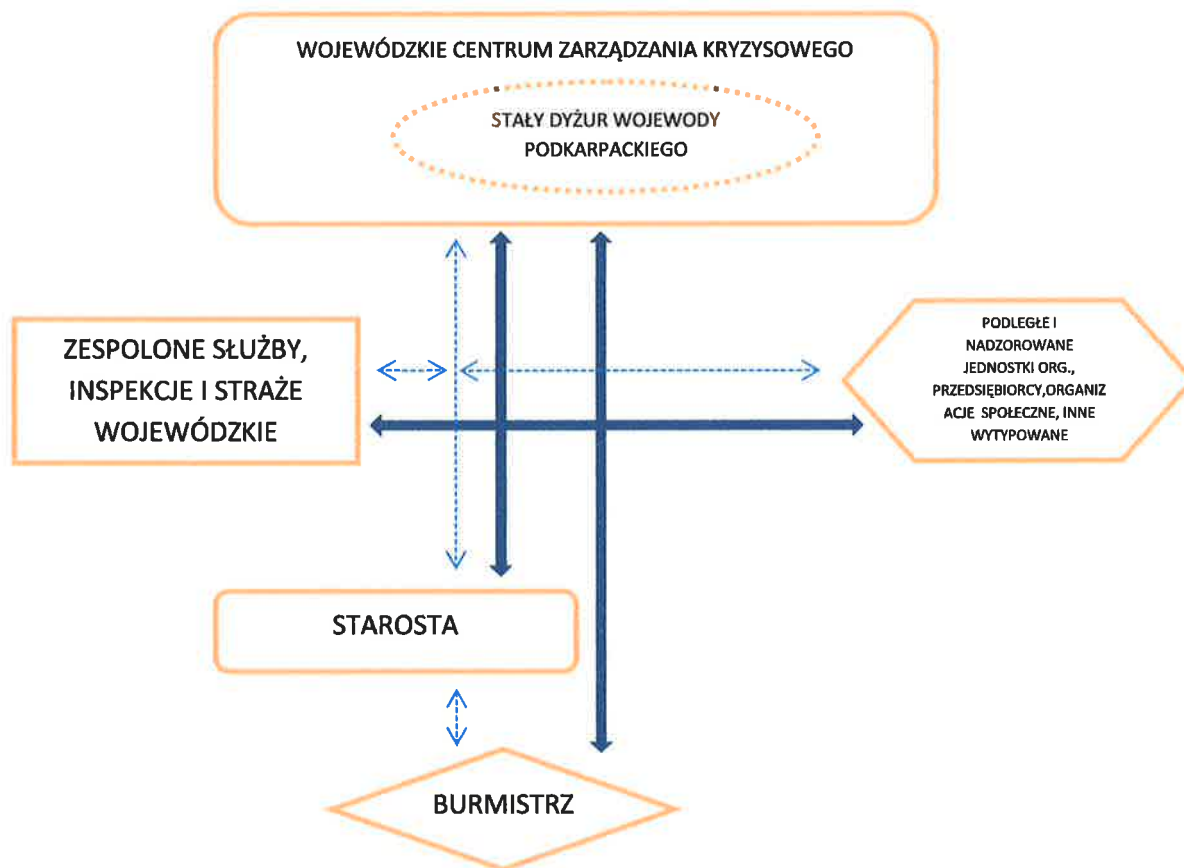 WOJEWÓDZKIE CENTRUM ZARZĄDZANIA KRYZYSOWEGO
STAŁY DYŻUR WOJEWODY
PODKARPACKIEGO
ZESPOLONE SŁUŻBY,
INSPEKCJE I STRAŻE
WOJEWÓDZKIE
PODLEGŁE I
NADZOROWANE
JEDNOSTKI ORG.,
PRZEDSIĘBIORCY,ORGANIZ
ACJE SPOŁECZNE, INNE
WYTYPOWANE
STAROSTA
BURMISTRZ